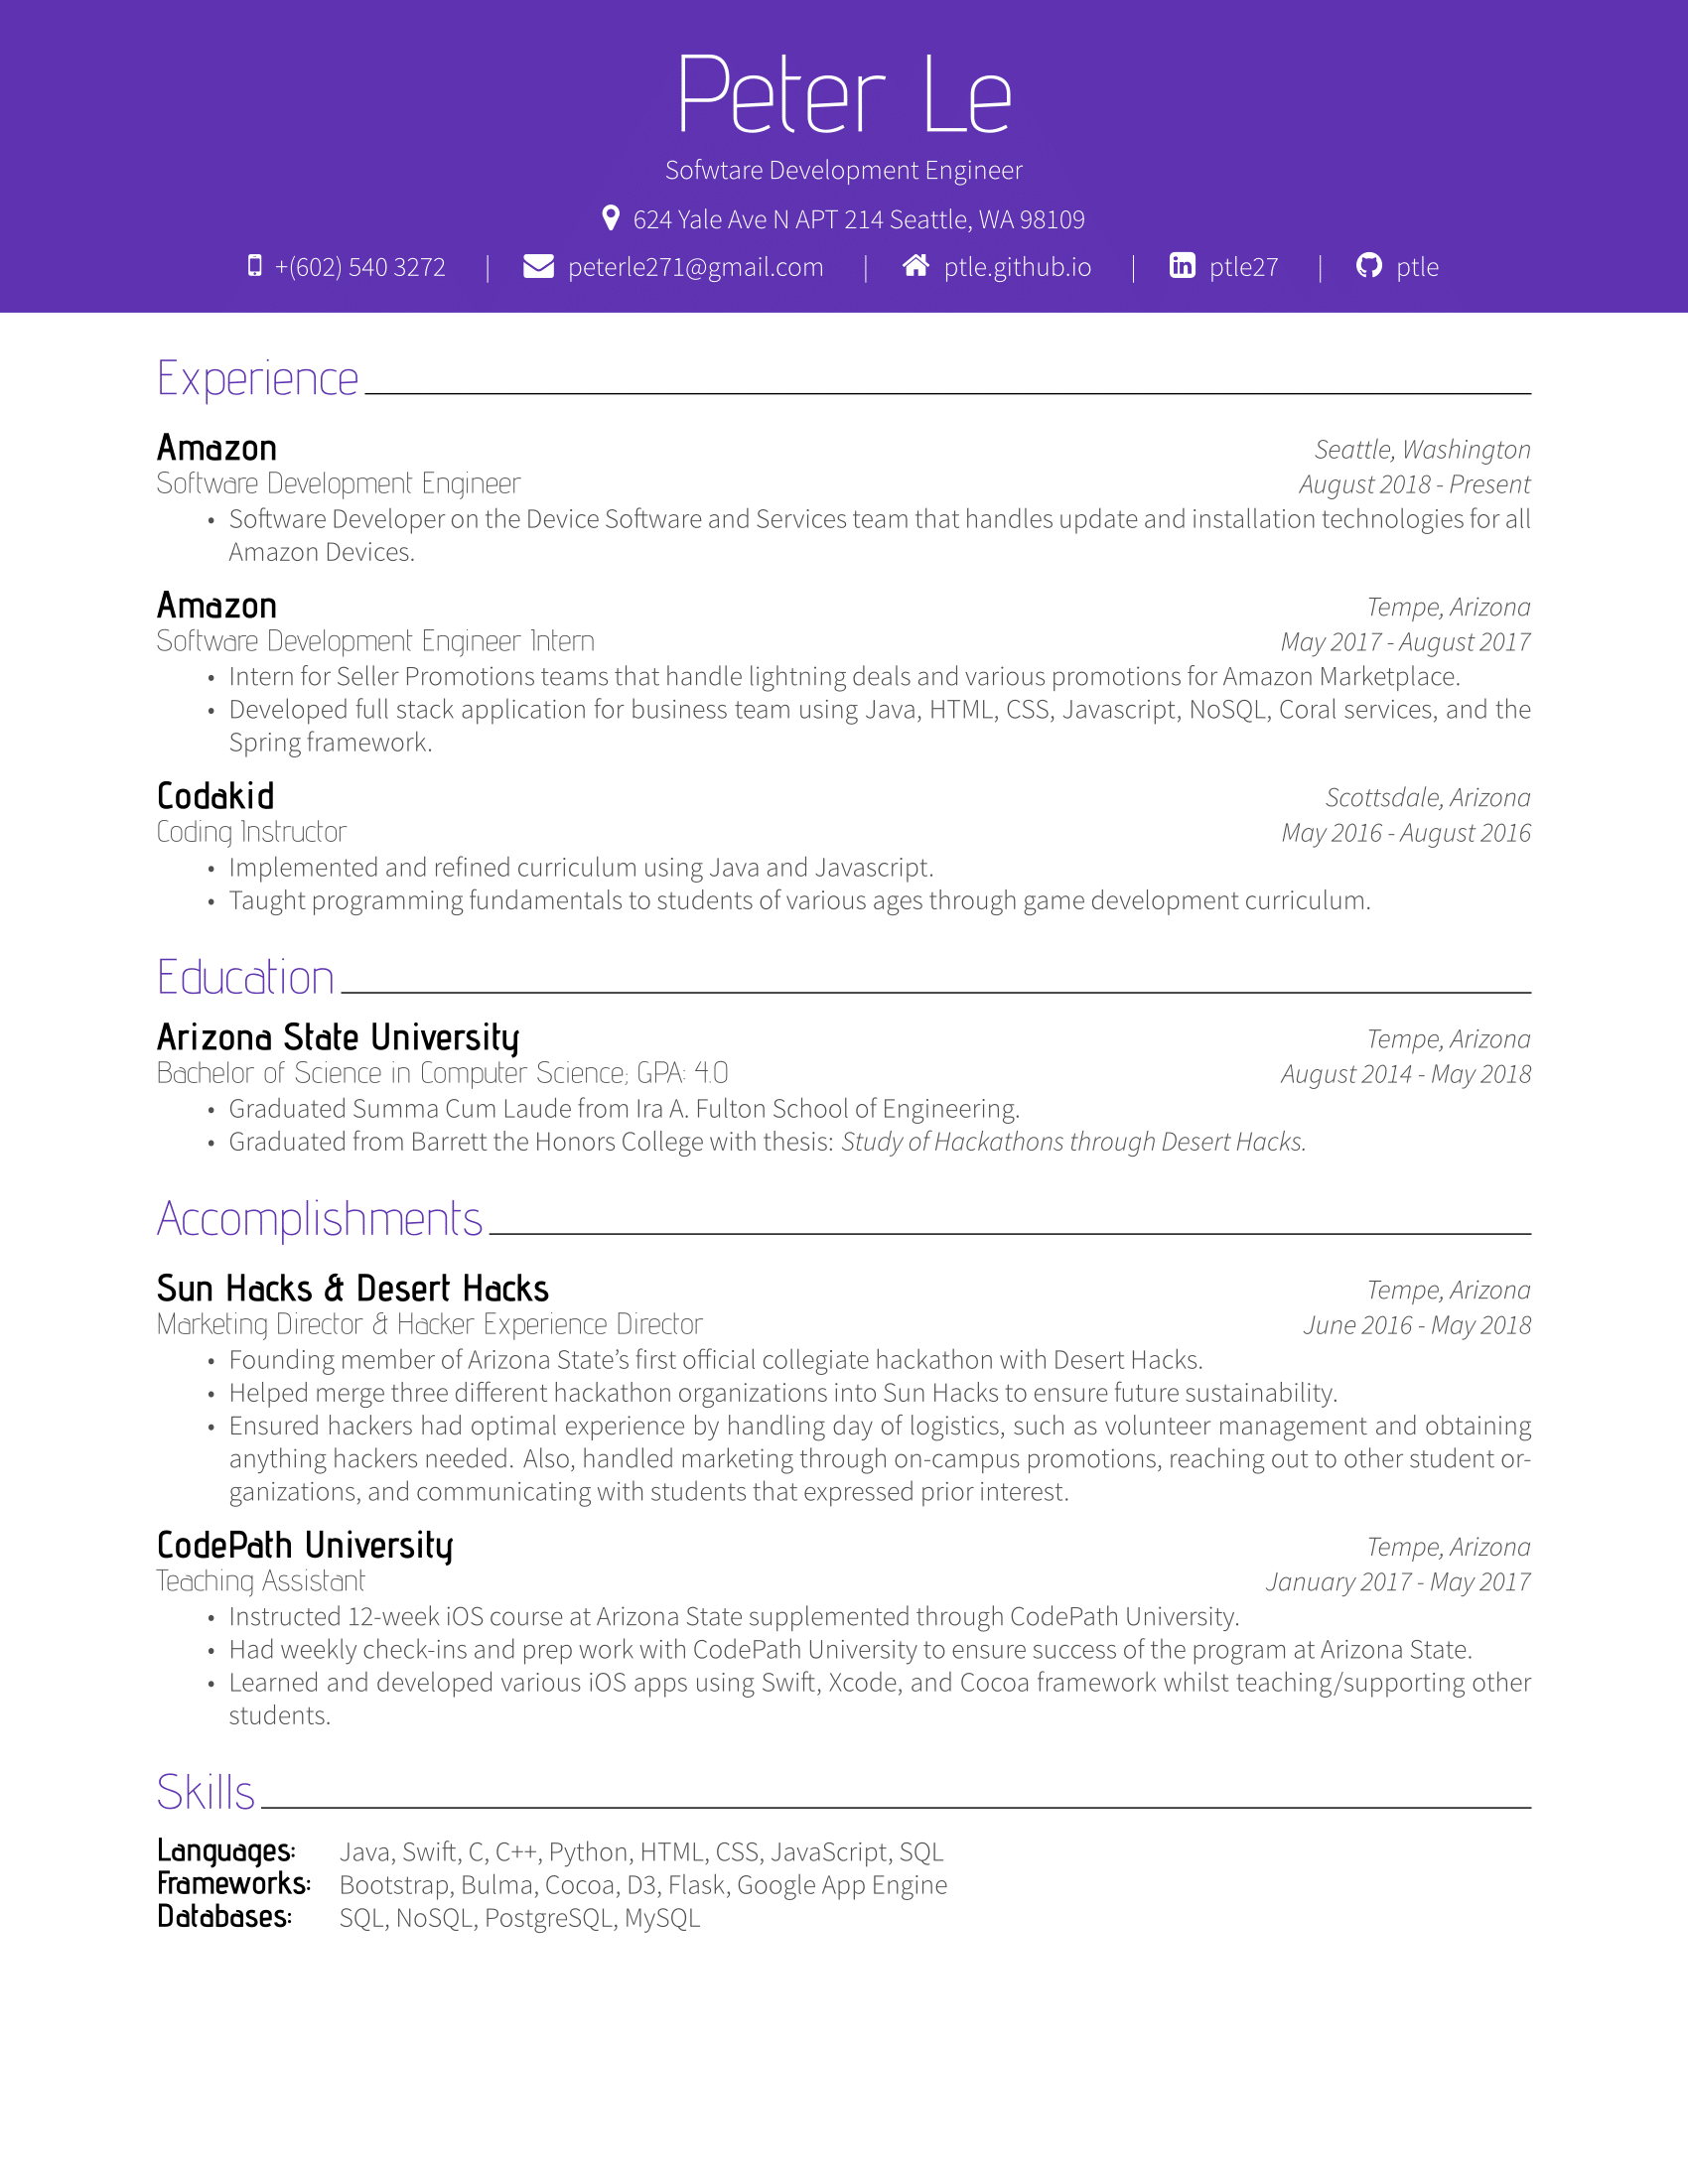 Peter Le
Sofwtare Development Engineer
624 Yale Ave N APT 214 Seattle, WA 98109
+(602) 540 3272 | peterle271@gmail.com | ptle.github.io | ptle27 | ptle
Experience
Amazon Seattle, Washington
Software Development Engineer August 2018 - Present
• Software Developer on the Device Software and Services team that handles update and installation technologies for all
Amazon Devices.
Amazon Tempe, Arizona
Software Development Engineer Intern May 2017 - August 2017
• Intern for Seller Promotions teams that handle lightning deals and various promotions for Amazon Marketplace.
• Developed full stack application for business team using Java, HTML, CSS, Javascript, NoSQL, Coral services, and the
Spring framework.
Codakid Scottsdale, Arizona
Coding Instructor May 2016 - August 2016
• Implemented and refined curriculum using Java and Javascript.
• Taught programming fundamentals to students of various ages through game development curriculum.
Education
Arizona State University Tempe, Arizona
Bachelor of Science in Computer Science; GPA: 4.0 August 2014 - May 2018
• Graduated Summa Cum Laude from Ira A. Fulton School of Engineering.
• Graduated from Barrett the Honors College with thesis: Study of Hackathons through Desert Hacks.
Accomplishments
Sun Hacks & Desert Hacks Tempe, Arizona
Marketing Director & Hacker Experience Director June 2016 - May 2018
• Founding member of Arizona State’s first official collegiate hackathon with Desert Hacks.
• Helped merge three different hackathon organizations into Sun Hacks to ensure future sustainability.
• Ensured hackers had optimal experience by handling day of logistics, such as volunteer management and obtaining
anything hackers needed. Also, handled marketing through on-campus promotions, reaching out to other student or-
ganizations, and communicating with students that expressed prior interest.
CodePath University Tempe, Arizona
Teaching Assistant January 2017 - May 2017
• Instructed 12-week iOS course at Arizona State supplemented through CodePath University.
• Had weekly check-ins and prep work with CodePath University to ensure success of the program at Arizona State.
• Learned and developed various iOS apps using Swift, Xcode, and Cocoa framework whilst teaching/supporting other
students.
Skills
Languages: Java, Swift, C, C++, Python, HTML, CSS, JavaScript, SQL
Frameworks: Bootstrap, Bulma, Cocoa, D3, Flask, Google App Engine
Databases: SQL, NoSQL, PostgreSQL, MySQL